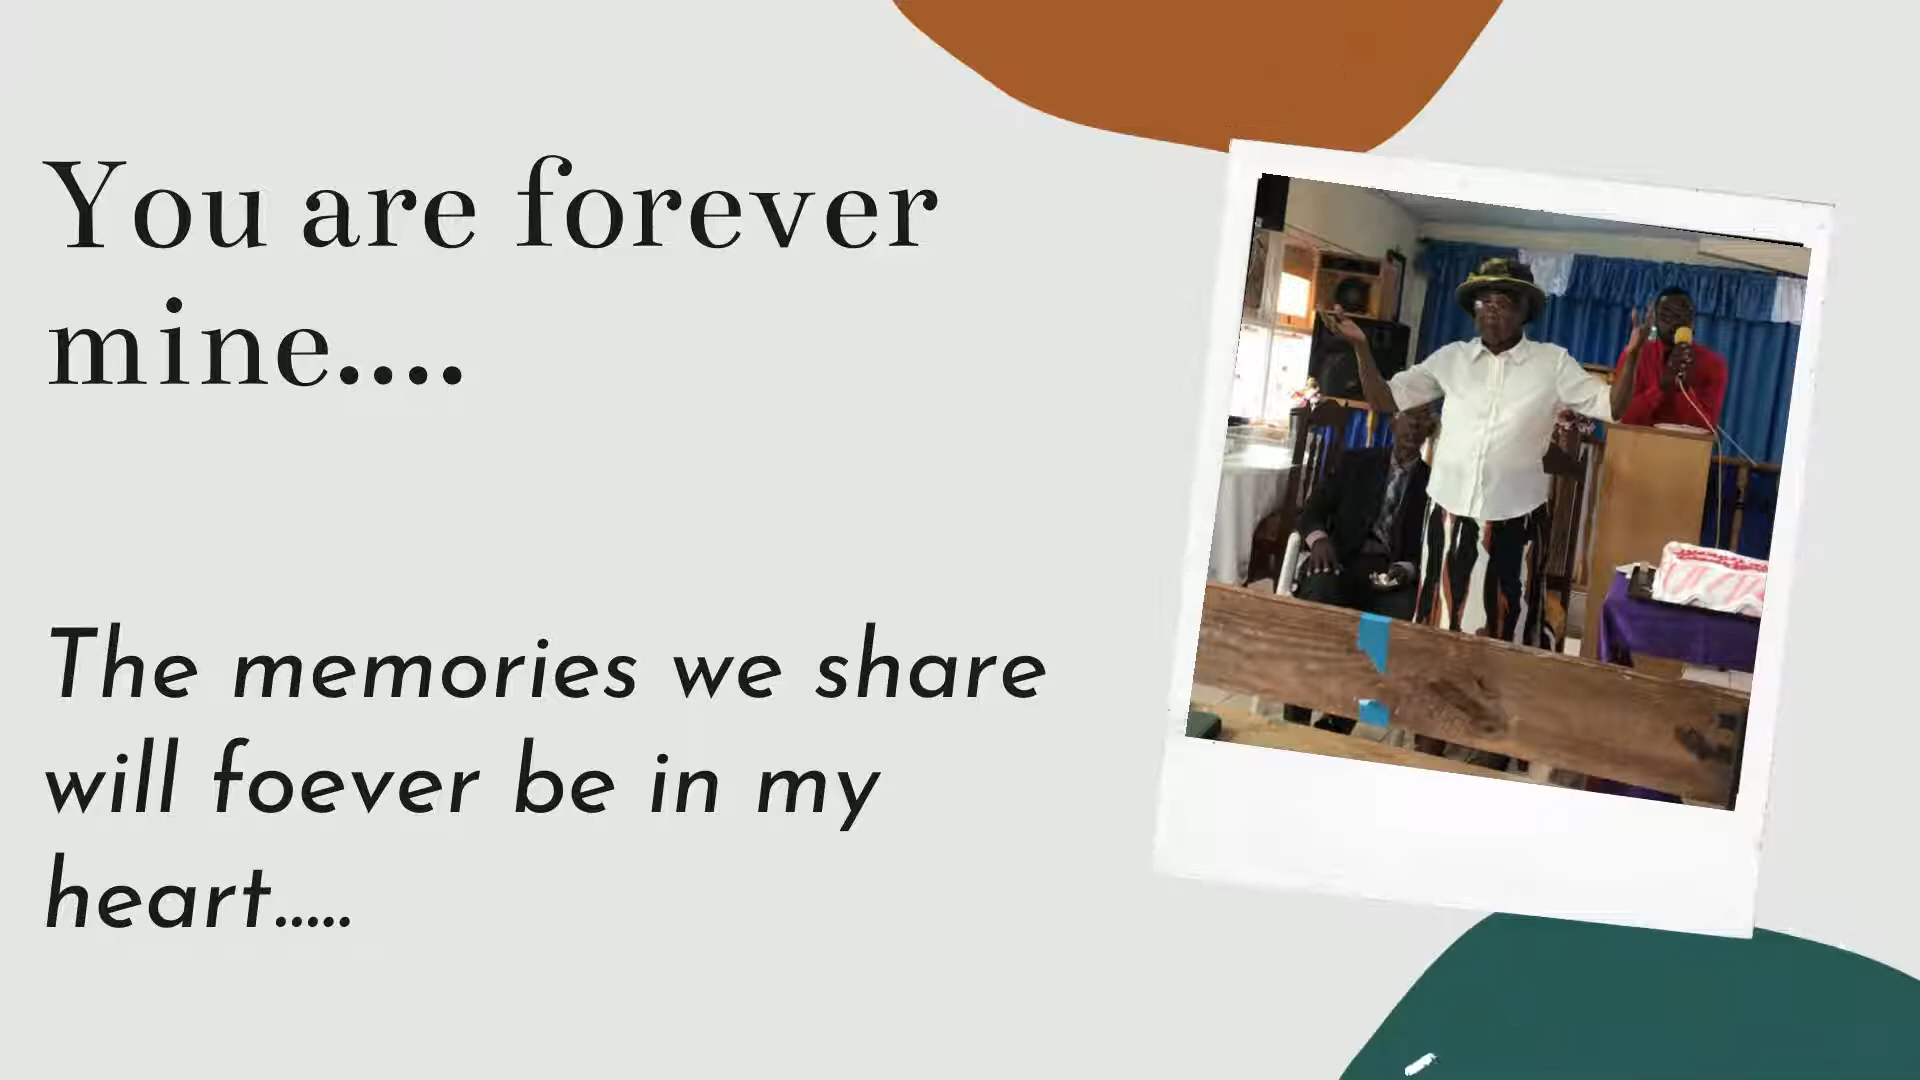 You are forever
mine....
The memories we share
will foever be in my
heart.....